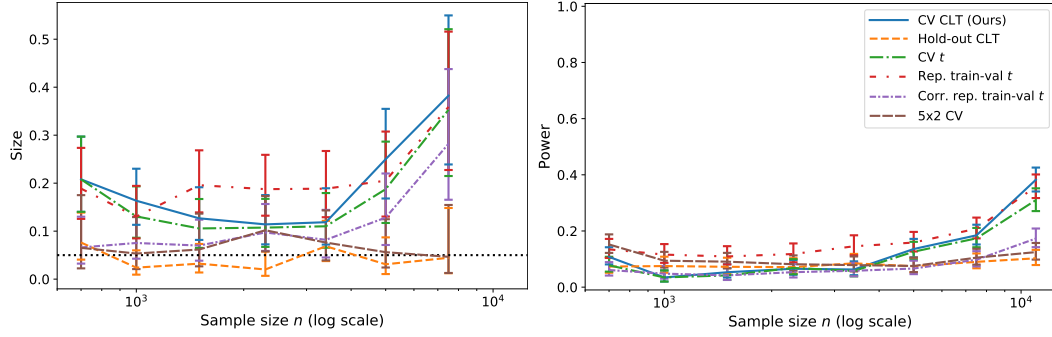 Size
0.5
0.4
0.3
0.2
0.1
0.0
10³
10⁴
Sample size n (log scale)
Power
1.0
0.8
0.6
0.4
0.2
0.0
10³
10⁴
Sample size n (log scale)
CV CLT (Ours)
Hold-out CLT
CV t
Rep. train-val t
Corr. rep. train-val t
5x2 CV